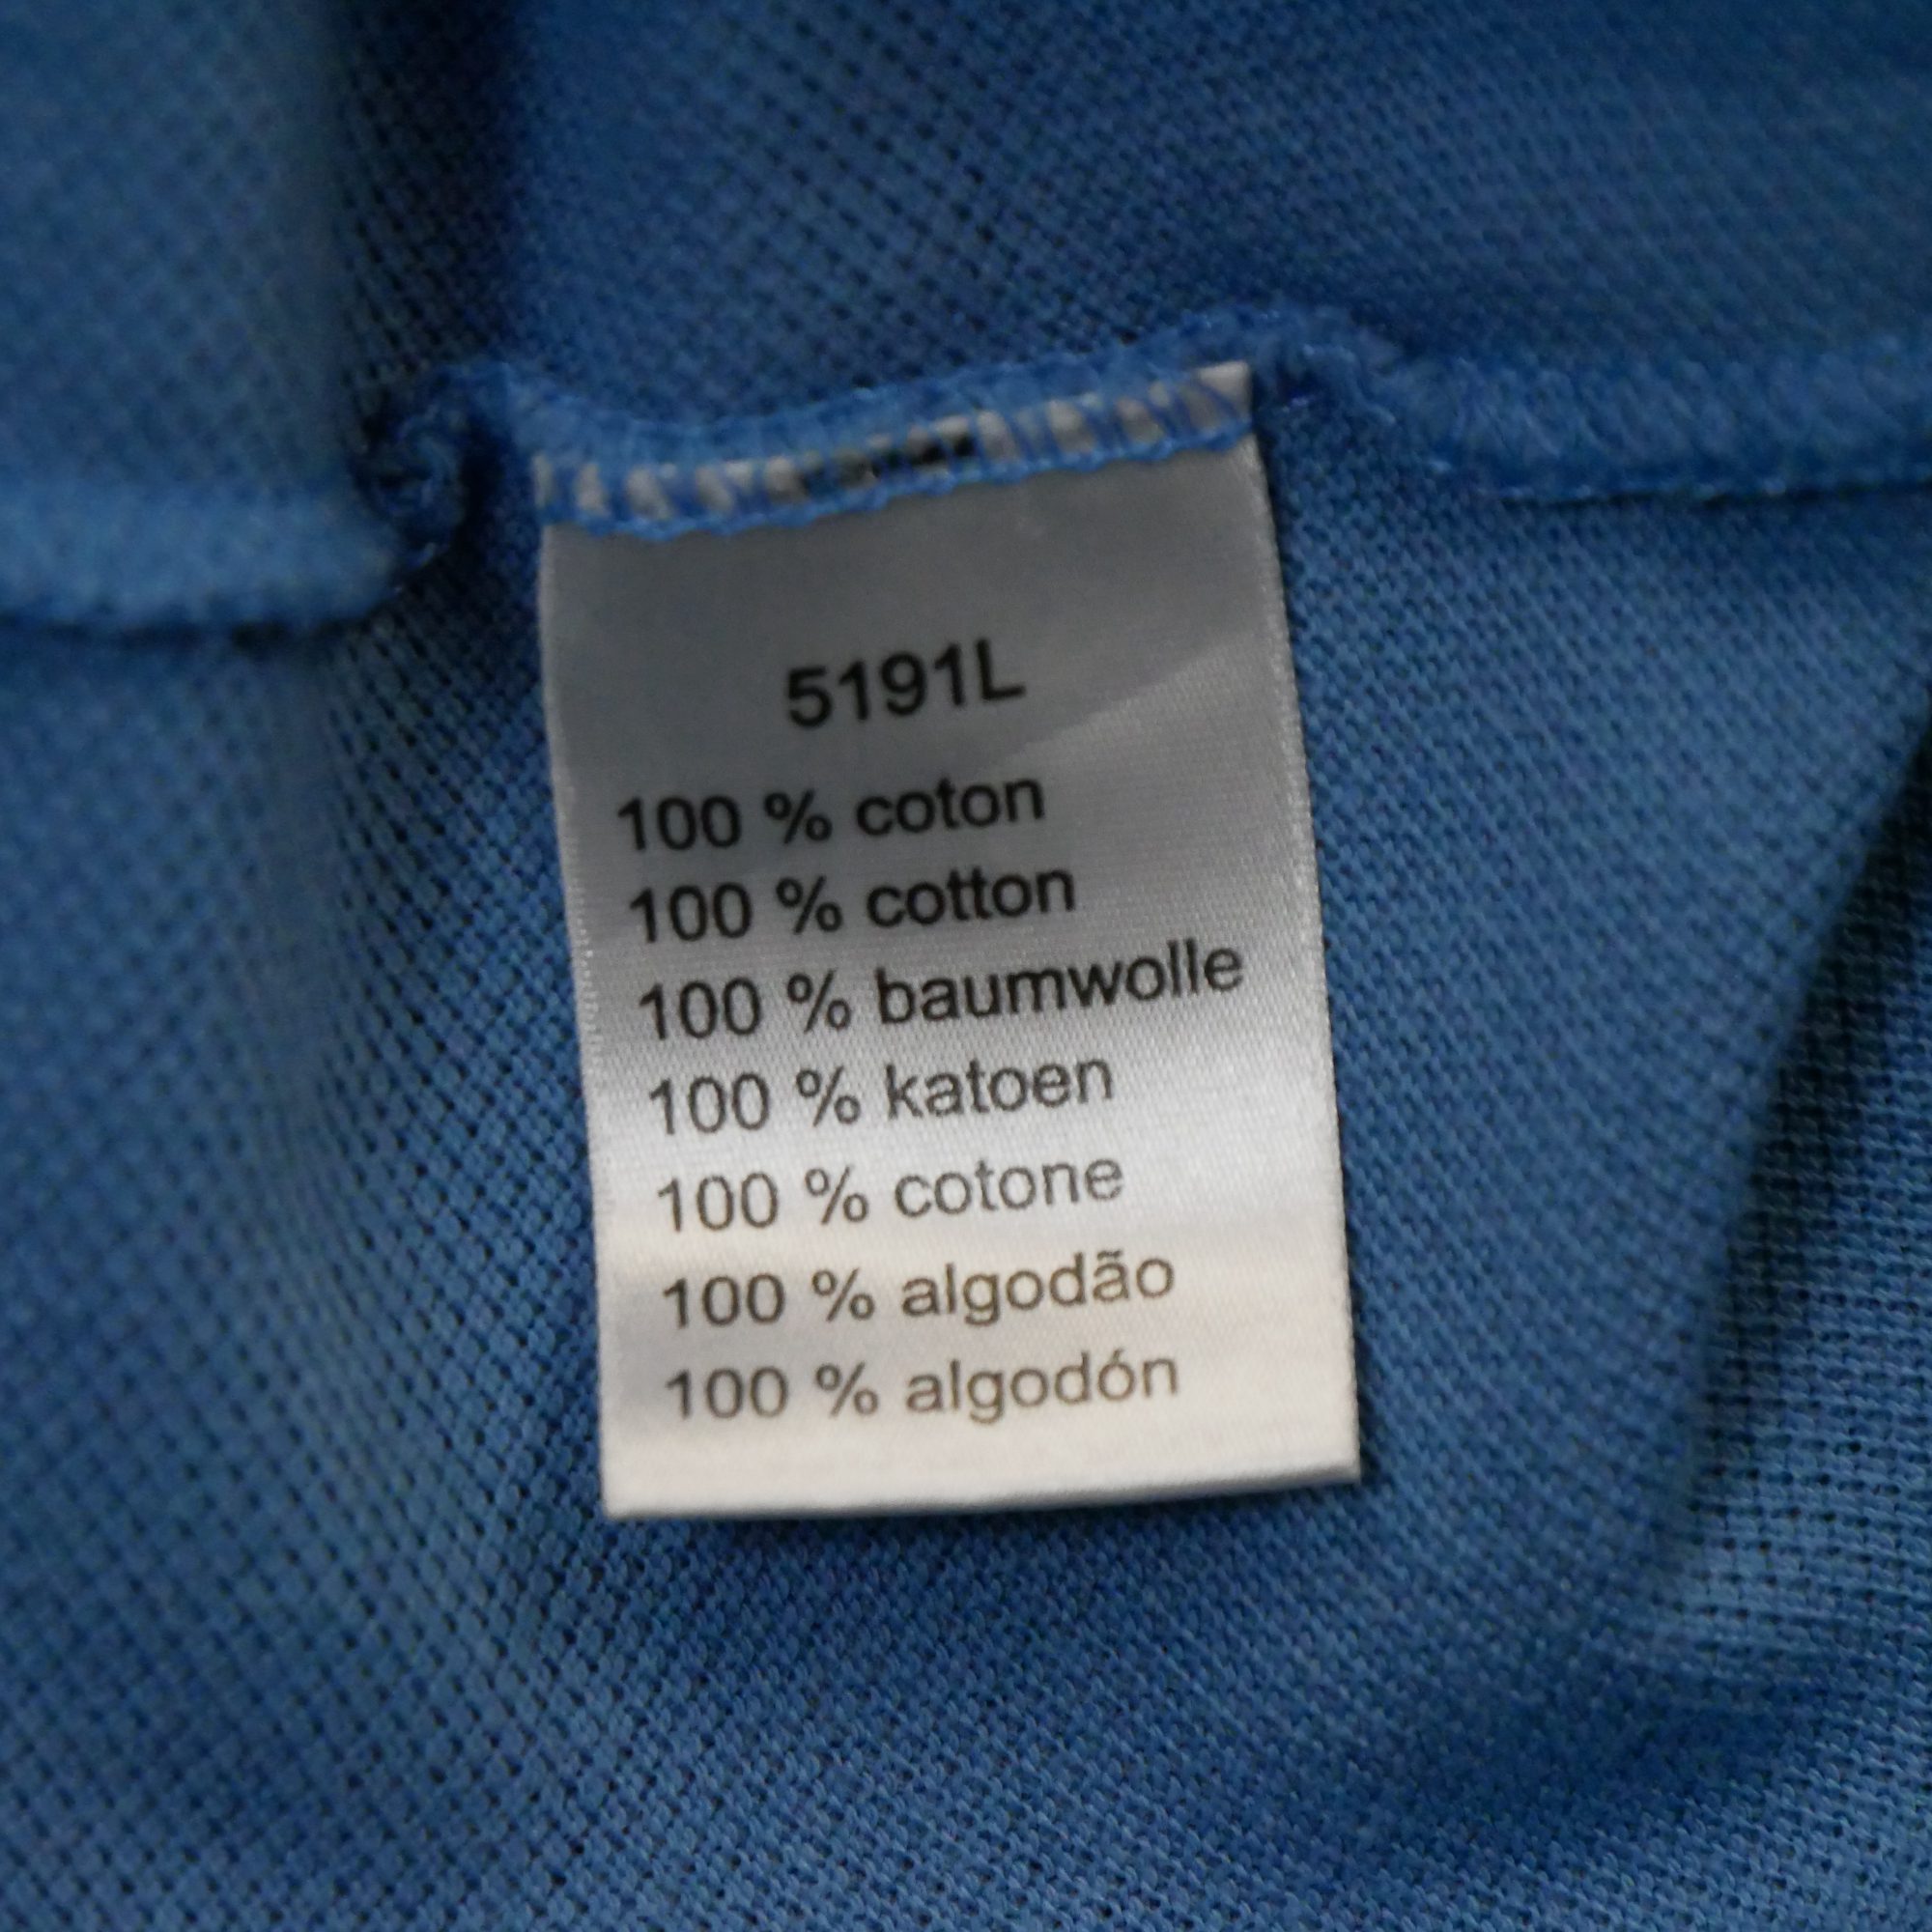 5191L
100 % coton
100 % cotton
100 % baumwolle
100 % katoen
100 % cotone
100 % algodão
100 % algodón